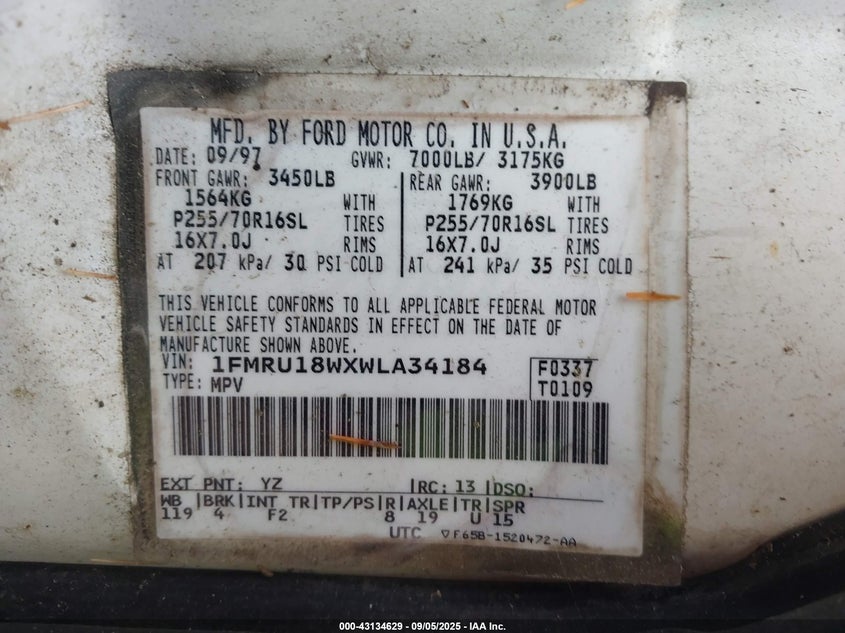 MFD. BY FORD MOTOR CO. IN U.S.A.
DATE: 09/97 GVWR: 7000LB/ 3175KG
FRONT GAWR: 3450LB REAR GAWR: 3900LB
1564KG WITH 1769KG WITH
P255/70R16SL TIRES P255/70R16SL TIRES
16X7.0J RIMS 16X7.0J RIMS
AT 207 kPa/ 30 PSI COLD AT 241 kPa/ 35 PSI COLD
THIS VEHICLE CONFORMS TO ALL APPLICABLE FEDERAL MOTOR
VEHICLE SAFETY STANDARDS IN EFFECT ON THE DATE OF
MANUFACTURE SHOWN ABOVE.
VIN: 1FMRU18WXWLA34184 F0337
TYPE: MPV T0109
EXT PNT: YZ |RC: 13 |DSO:
WB |BRK|INT TR|TP/PS|R|AXLE|TR|SPR
119 4 F2 8 19 U 15
UTC ▽F65B-1520472-AA
000-43134629 - 09/05/2025 - IAA Inc.